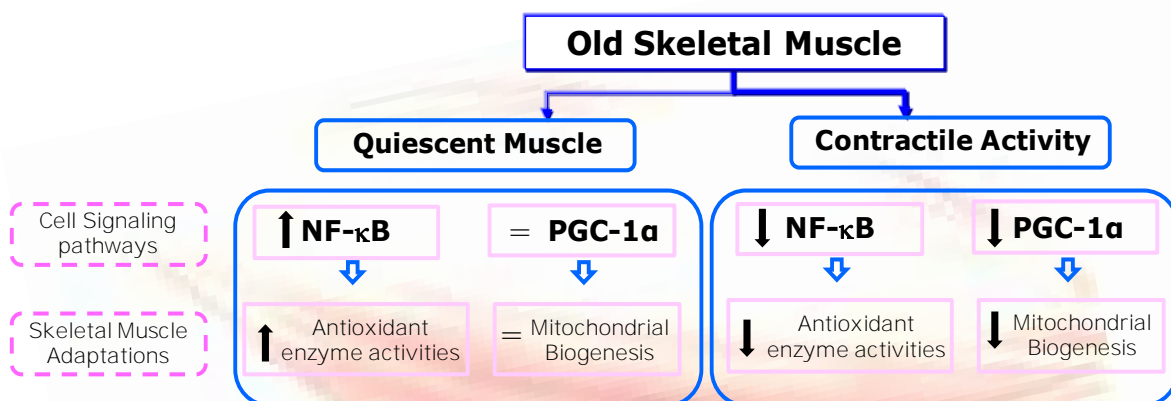 Old Skeletal Muscle
Quiescent Muscle
Contractile Activity
Cell Signaling
pathways
↑ NF-κB
= PGC-1α
↓ NF-κB
↓ PGC-1α
Skeletal Muscle
Adaptations
↑ Antioxidant
enzyme activities
= Mitochondrial
Biogenesis
↓ Antioxidant
enzyme activities
↓ Mitochondrial
Biogenesis